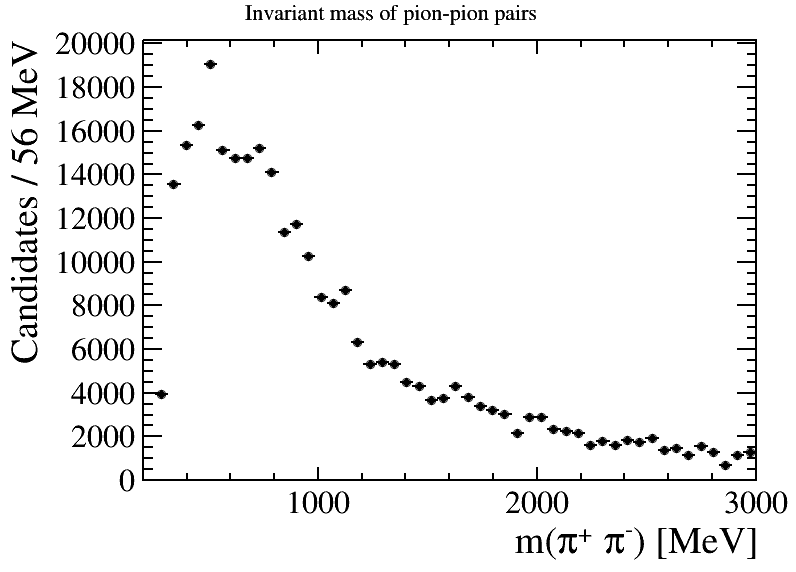 Invariant mass of pion-pion pairs
Candidates / 56 MeV
20000
18000
16000
14000
12000
10000
8000
6000
4000
2000
0
1000 2000 3000
m(π⁺ π⁻) [MeV]